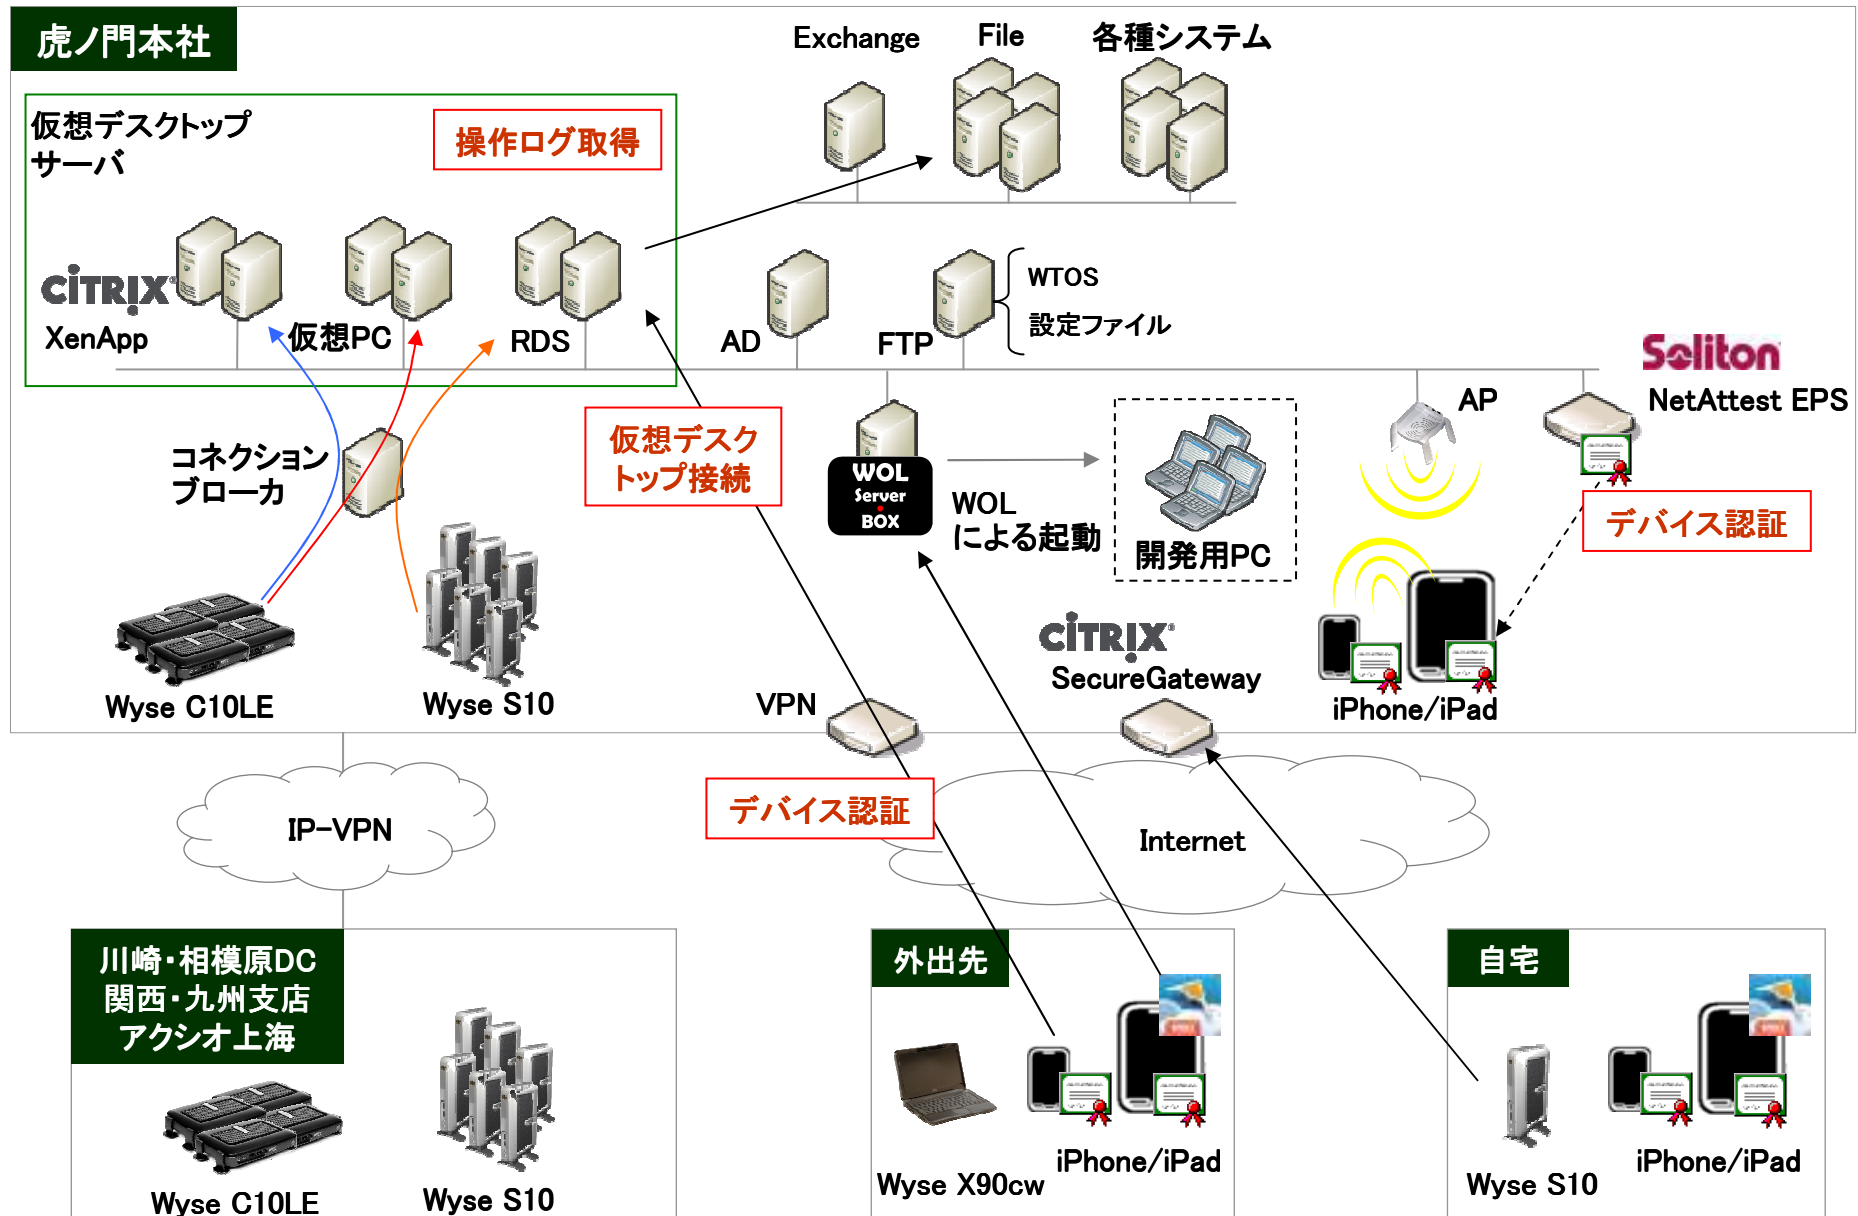 虎ノ門本社
Exchange
File
各種システム
仮想デスクトップ
サーバ
操作ログ取得
CITRIX
XenApp
仮想PC
RDS
AD
FTP
WTOS
設定ファイル
Soliton
NetAttest EPS
AP
コネクション
ブローカ
仮想デスク
トップ接続
WOL
Server
BOX
WOL
による起動
開発用PC
デバイス認証
CITRIX
SecureGateway
Wyse C10LE
Wyse S10
VPN
iPhone/iPad
IP-VPN
デバイス認証
Internet
川崎・相模原DC
関西・九州支店
アクシオ上海
Wyse C10LE
Wyse S10
外出先
Wyse X90cw
iPhone/iPad
自宅
Wyse S10
iPhone/iPad